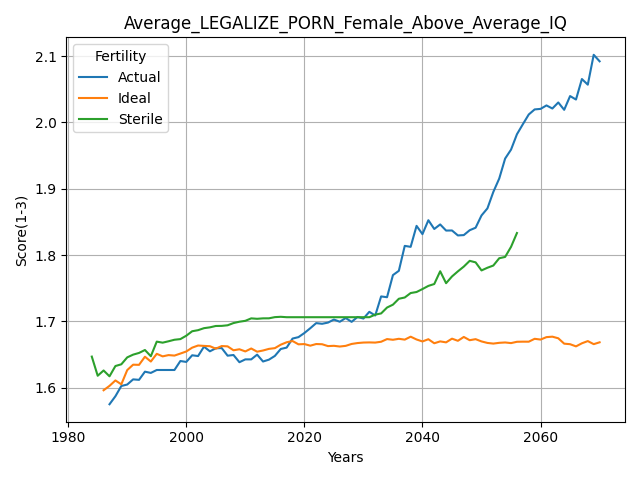 Average_LEGALIZE_PORN_Female_Above_Average_IQ
Fertility
Actual
Ideal
Sterile
Score(1-3)
2.1
2.0
1.9
1.8
1.7
1.6
1980
2000
2020
2040
2060
Years